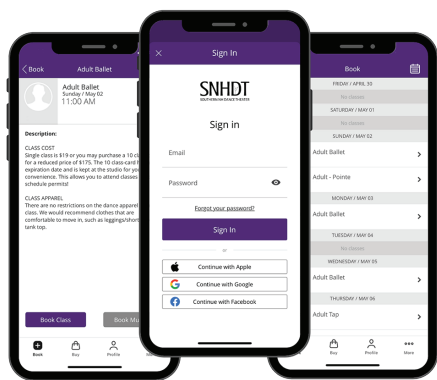 Book
Adult Ballet
Adult Ballet
Sunday / May 02
11:00 AM
Description:
CLASS COST
Single class is $19 or you may purchase a 10 cl
for a reduced price of $175. The 10 class-card
expiration date and is kept at the studio for yo
convenience. This allows you to attend classes
schedule permits!
CLASS APPAREL
There are no restrictions on the dance apparel
class. We would recommend clothes that are
comfortable to move in, such as leggings/short
tank top.
Book Class
Book Mu
Book
Buy
Profile
Sign In
SNHDT
SOUTHERN NH DANCE THEATER
Sign in
Email
Password
Forgot your password?
Sign In
or
Continue with Apple
Continue with Google
Continue with Facebook
Book
FRIDAY / APRIL 30
No classes
SATURDAY / MAY 01
No classes
SUNDAY / MAY 02
Adult Ballet
Adult - Pointe
MONDAY / MAY 03
Adult Ballet
TUESDAY / MAY 04
No classes
WEDNESDAY / MAY 05
Adult Ballet
THURSDAY / MAY 06
Adult Tap
Buy
Profile
More